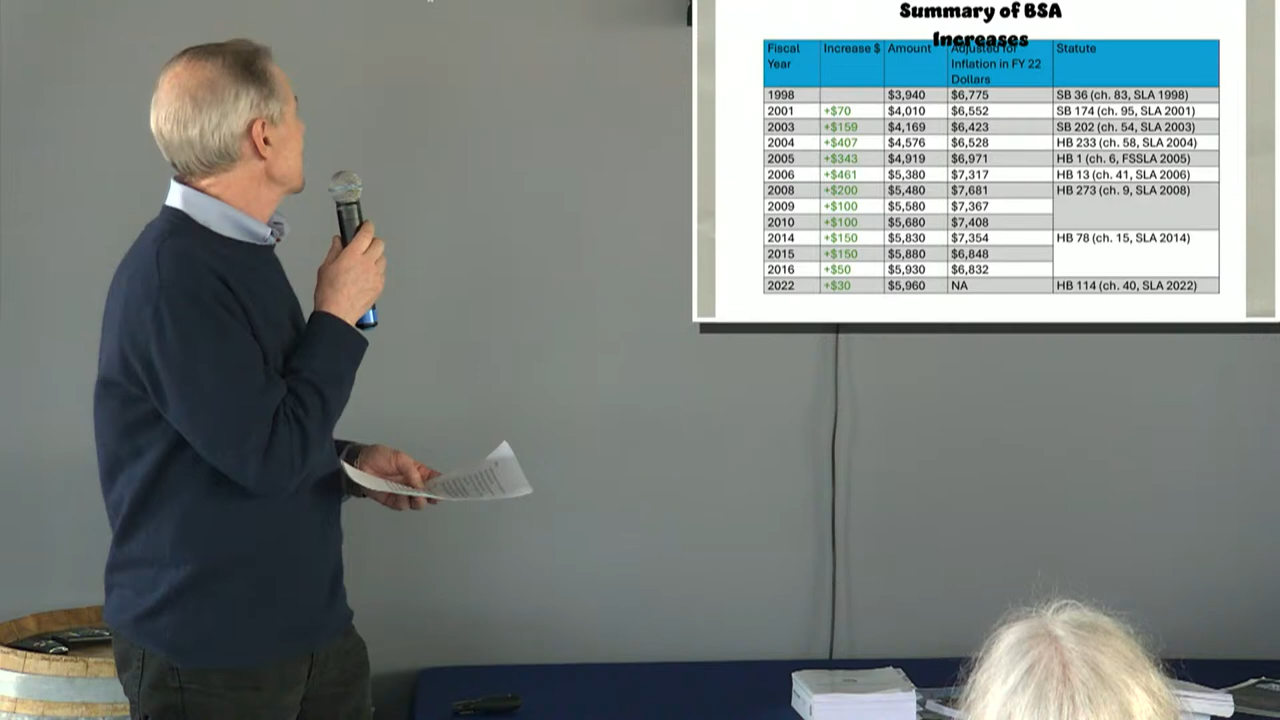 Summary of BSA
Increases
Fiscal Year Increase $ Amount Adjusted for Inflation in FY 22 Dollars Statute
1998 $3,940 $6,775 SB 36 (ch. 83, SLA 1998)
2001 +$70 $4,010 $6,552 SB 174 (ch. 95, SLA 2001)
2003 +$159 $4,169 $6,423 SB 202 (ch. 54, SLA 2003)
2004 +$407 $4,576 $6,528 HB 233 (ch. 58, SLA 2004)
2005 +$343 $4,919 $6,971 HB 1 (ch. 6, FSSLA 2005)
2006 +$461 $5,380 $7,317 HB 13 (ch. 41, SLA 2006)
2008 +$200 $5,480 $7,681 HB 273 (ch. 9, SLA 2008)
2009 +$100 $5,580 $7,367
2010 +$100 $5,680 $7,408
2014 +$150 $5,830 $7,354 HB 78 (ch. 15, SLA 2014)
2015 +$150 $5,880 $6,848
2016 +$50 $5,930 $6,832
2022 +$30 $5,960 NA HB 114 (ch. 40, SLA 2022)